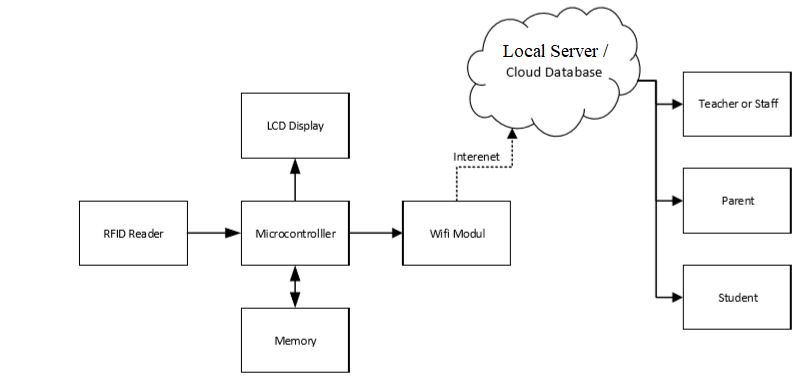 Local Server /
Cloud Database
LCD Display
Teacher or Staff
Interenet
Parent
RFID Reader
Microcontrolller
Wifi Modul
Student
Memory